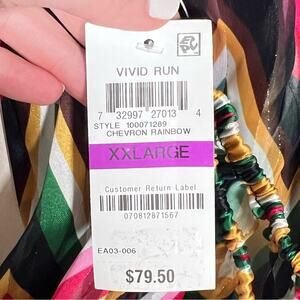 VIVID RUN
7 32997 27013 4
STYLE 100071289
CHEVRON RAINBOW
XXLARGE
Customer Return Label
070812871567
EA03-006
$79.50